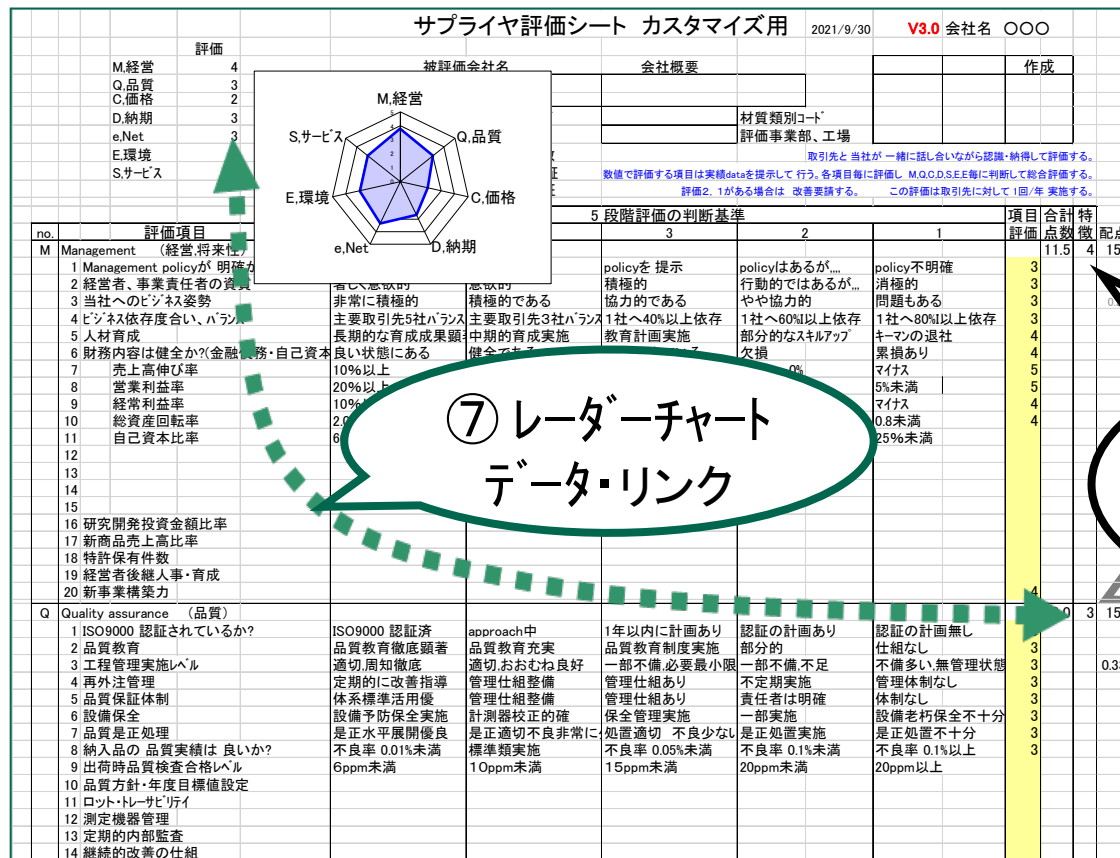 サプライヤ評価シート カスタマイズ用 2021/9/30 V3.0 会社名 ○○○
評価
M,経営 4
Q,品質 3
C,価格 2
D,納期 3
e,Net 3
E,環境
S,サービス
被評価会社名 会社概要 作成
材質類別コード
評価事業部、工場
M,経営
Q,品質
C,価格
D,納期
e,Net
E,環境
S,サービス
取引先と 当社が 一緒に話し合いながら認識・納得して評価する。
数値で評価する項目は実績dataを提示して 行う。各項目毎に評価し M,Q,C,D,S,E,E毎に判断して総合評価する。
評価2. 1がある場合は 改善要請する。 この評価は取引先に対して 1回/年 実施する。
5 段階評価の判断基準 項目 合計 特
no. 評価項目 3 2 1 評価 点数 徴 配点
M Management (経営,将来性) 11.5 4 15
1 Management policyが 明確か policyを 提示 policyはあるが.... policy不明確 3
2 経営者、事業責任者の資質 著しく意欲的 意欲的 積極的 行動的ではあるが... 消極的 3
3 当社へのビジネス姿勢 非常に積極的 積極的である 協力的である やや協力的 問題もある 3
4 ビジネス依存度合い、バランス 主要取引先5社バランス 主要取引先3社バランス 1社へ40%以上依存 1社へ60%以上依存 1社へ80%以上依存 3
5 人材育成 長期的な育成成果顕 中期的育成実施 教育計画実施 部分的なスキルアップ キーマンの退社 4
6 財務内容は健全か?(金融債務・自己資本 良い状態にある 健全である 欠損 累損あり 4
7 売上高伸び率 10%以上 0% マイナス 5
8 営業利益率 20%以上 5%未満 5
9 経常利益率 10% マイナス 4
10 総資産回転率 2.0 0.8未満 4
11 自己資本比率 6 25%未満
12
13
14
15
16 研究開発投資金額比率
17 新商品売上高比率
18 特許保有件数
19 経営者後継人事・育成
20 新事業構築力 4
⑦ レーダーチャート
データ・リンク
Q Quality assurance (品質) 3 15
1 ISO9000 認証されているか? ISO9000 認証済 approach中 1年以内に計画あり 認証の計画あり 認証の計画無し
2 品質教育 品質教育徹底顕著 品質教育充実 品質教育制度実施 部分的 仕組なし 3
3 工程管理実施レベル 適切,周知徹底 適切,おおむね良好 一部不備,必要最小限 一部不備,不足 不備多い,無管理状態 3
4 再外注管理 定期的に改善指導 管理仕組整備 管理仕組あり 不定期実施 管理体制なし 3
5 品質保証体制 体系標準活用優 管理仕組整備 管理仕組あり 責任者は明確 体制なし 3
6 設備保全 設備予防保全実施 計測器校正的確 保全管理実施 一部実施 設備老朽保全不十分 3
7 品質是正処理 是正水平展開優良 是正適切不良非常に 処置適切 不良少ない 是正処置実施 是正処置不十分 3
8 納入品の 品質実績は 良いか? 不良率 0.01%未満 標準類実施 不良率 0.05%未満 不良率 0.1%未満 不良率 0.1%以上 3
9 出荷時品質検査合格レベル 6ppm未満 10ppm未満 15ppm未満 20ppm未満 20ppm以上
10 品質方針・年度目標値設定
11 ロット・トレーサビリティ
12 測定機器管理
13 定期的内部監査
14 継続的改善の仕組